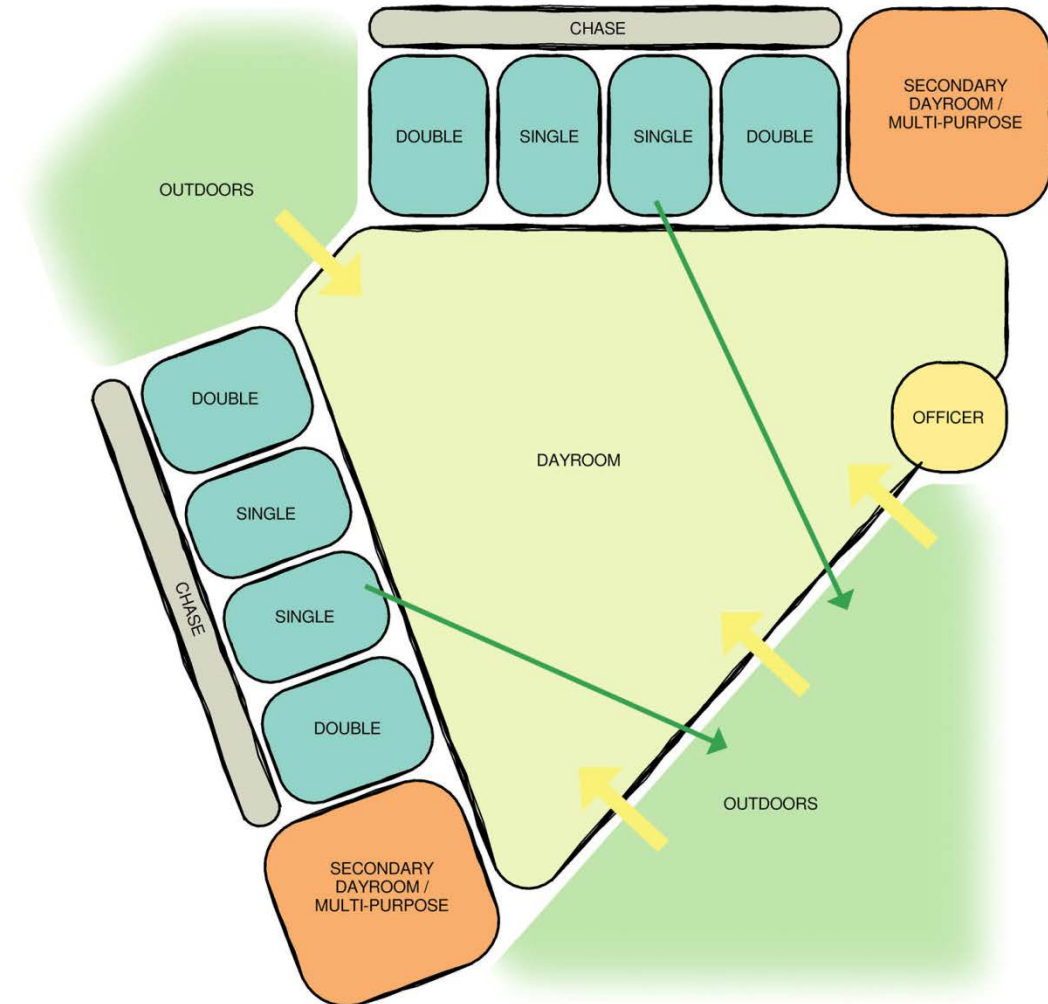 CHASE
DOUBLE
SINGLE
SINGLE
DOUBLE
SECONDARY
DAYROOM /
MULTI-PURPOSE
OUTDOORS
DOUBLE
OFFICER
DAYROOM
SINGLE
CHASE
SINGLE
DOUBLE
OUTDOORS
SECONDARY
DAYROOM /
MULTI-PURPOSE